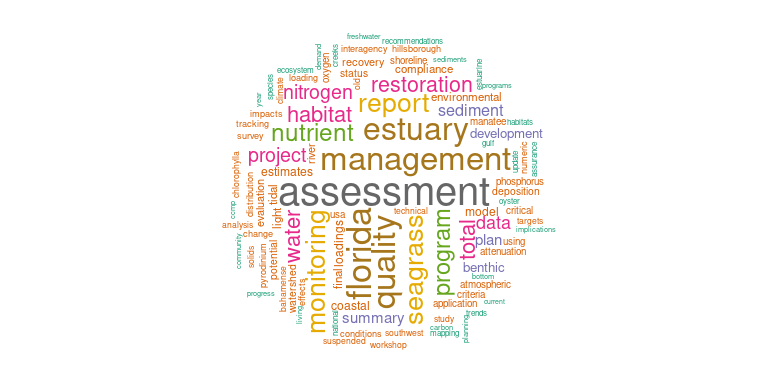 freshwater
recommendations
interagency hillsborough
demand
creeks
recovery shoreline sediments
ecosystem oxygen status compliance
species loading old estuarine
climate nitrogen restoration programs
year report environmental
impacts habitat sediment
tracking nutrient estuary manatee habitats
survey development
gulf
project river management update numeric assurance
chlorophylla estimates phosphorus
distribution evaluation tidal assessment deposition
oyster
ccmp light water usa technical model critical
analysis monitoring florida quality seagrass program total data targets
change final loadings implications
community solids potential plan using
pyrodinium attenuation
benthic
bottom
progress bahamense watershed effects atmospheric
coastal criteria
application current
living national summary study trends
carbon
conditions southwest mapping planning
suspended
workshop